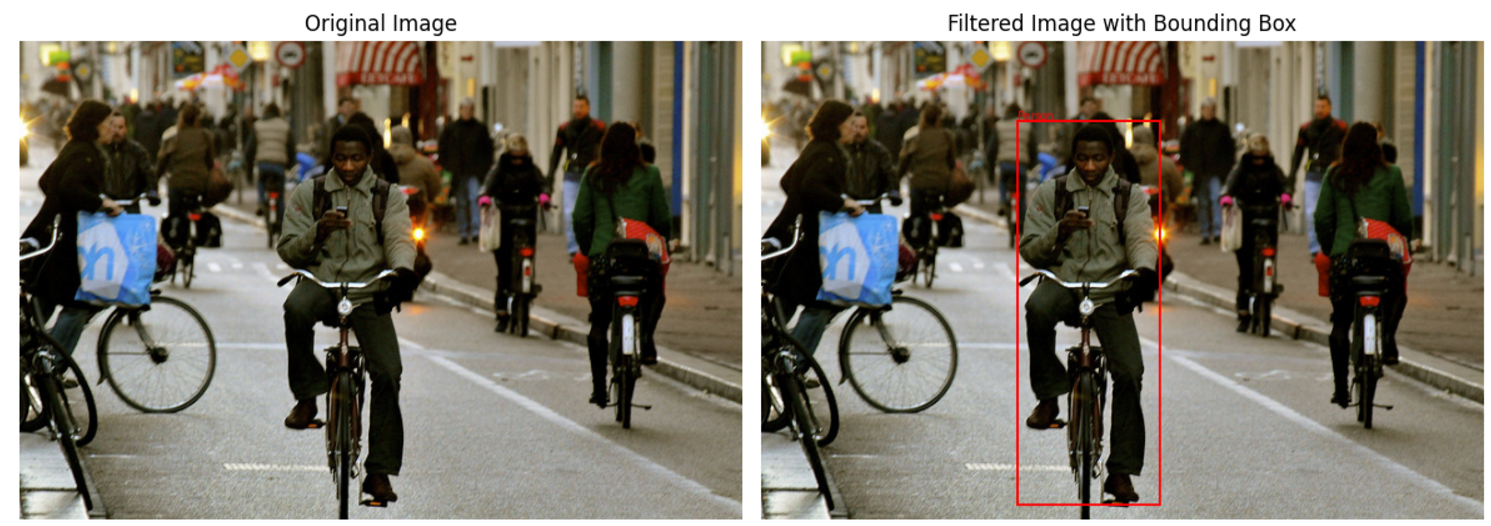 Original Image
Filtered Image with Bounding Box
n